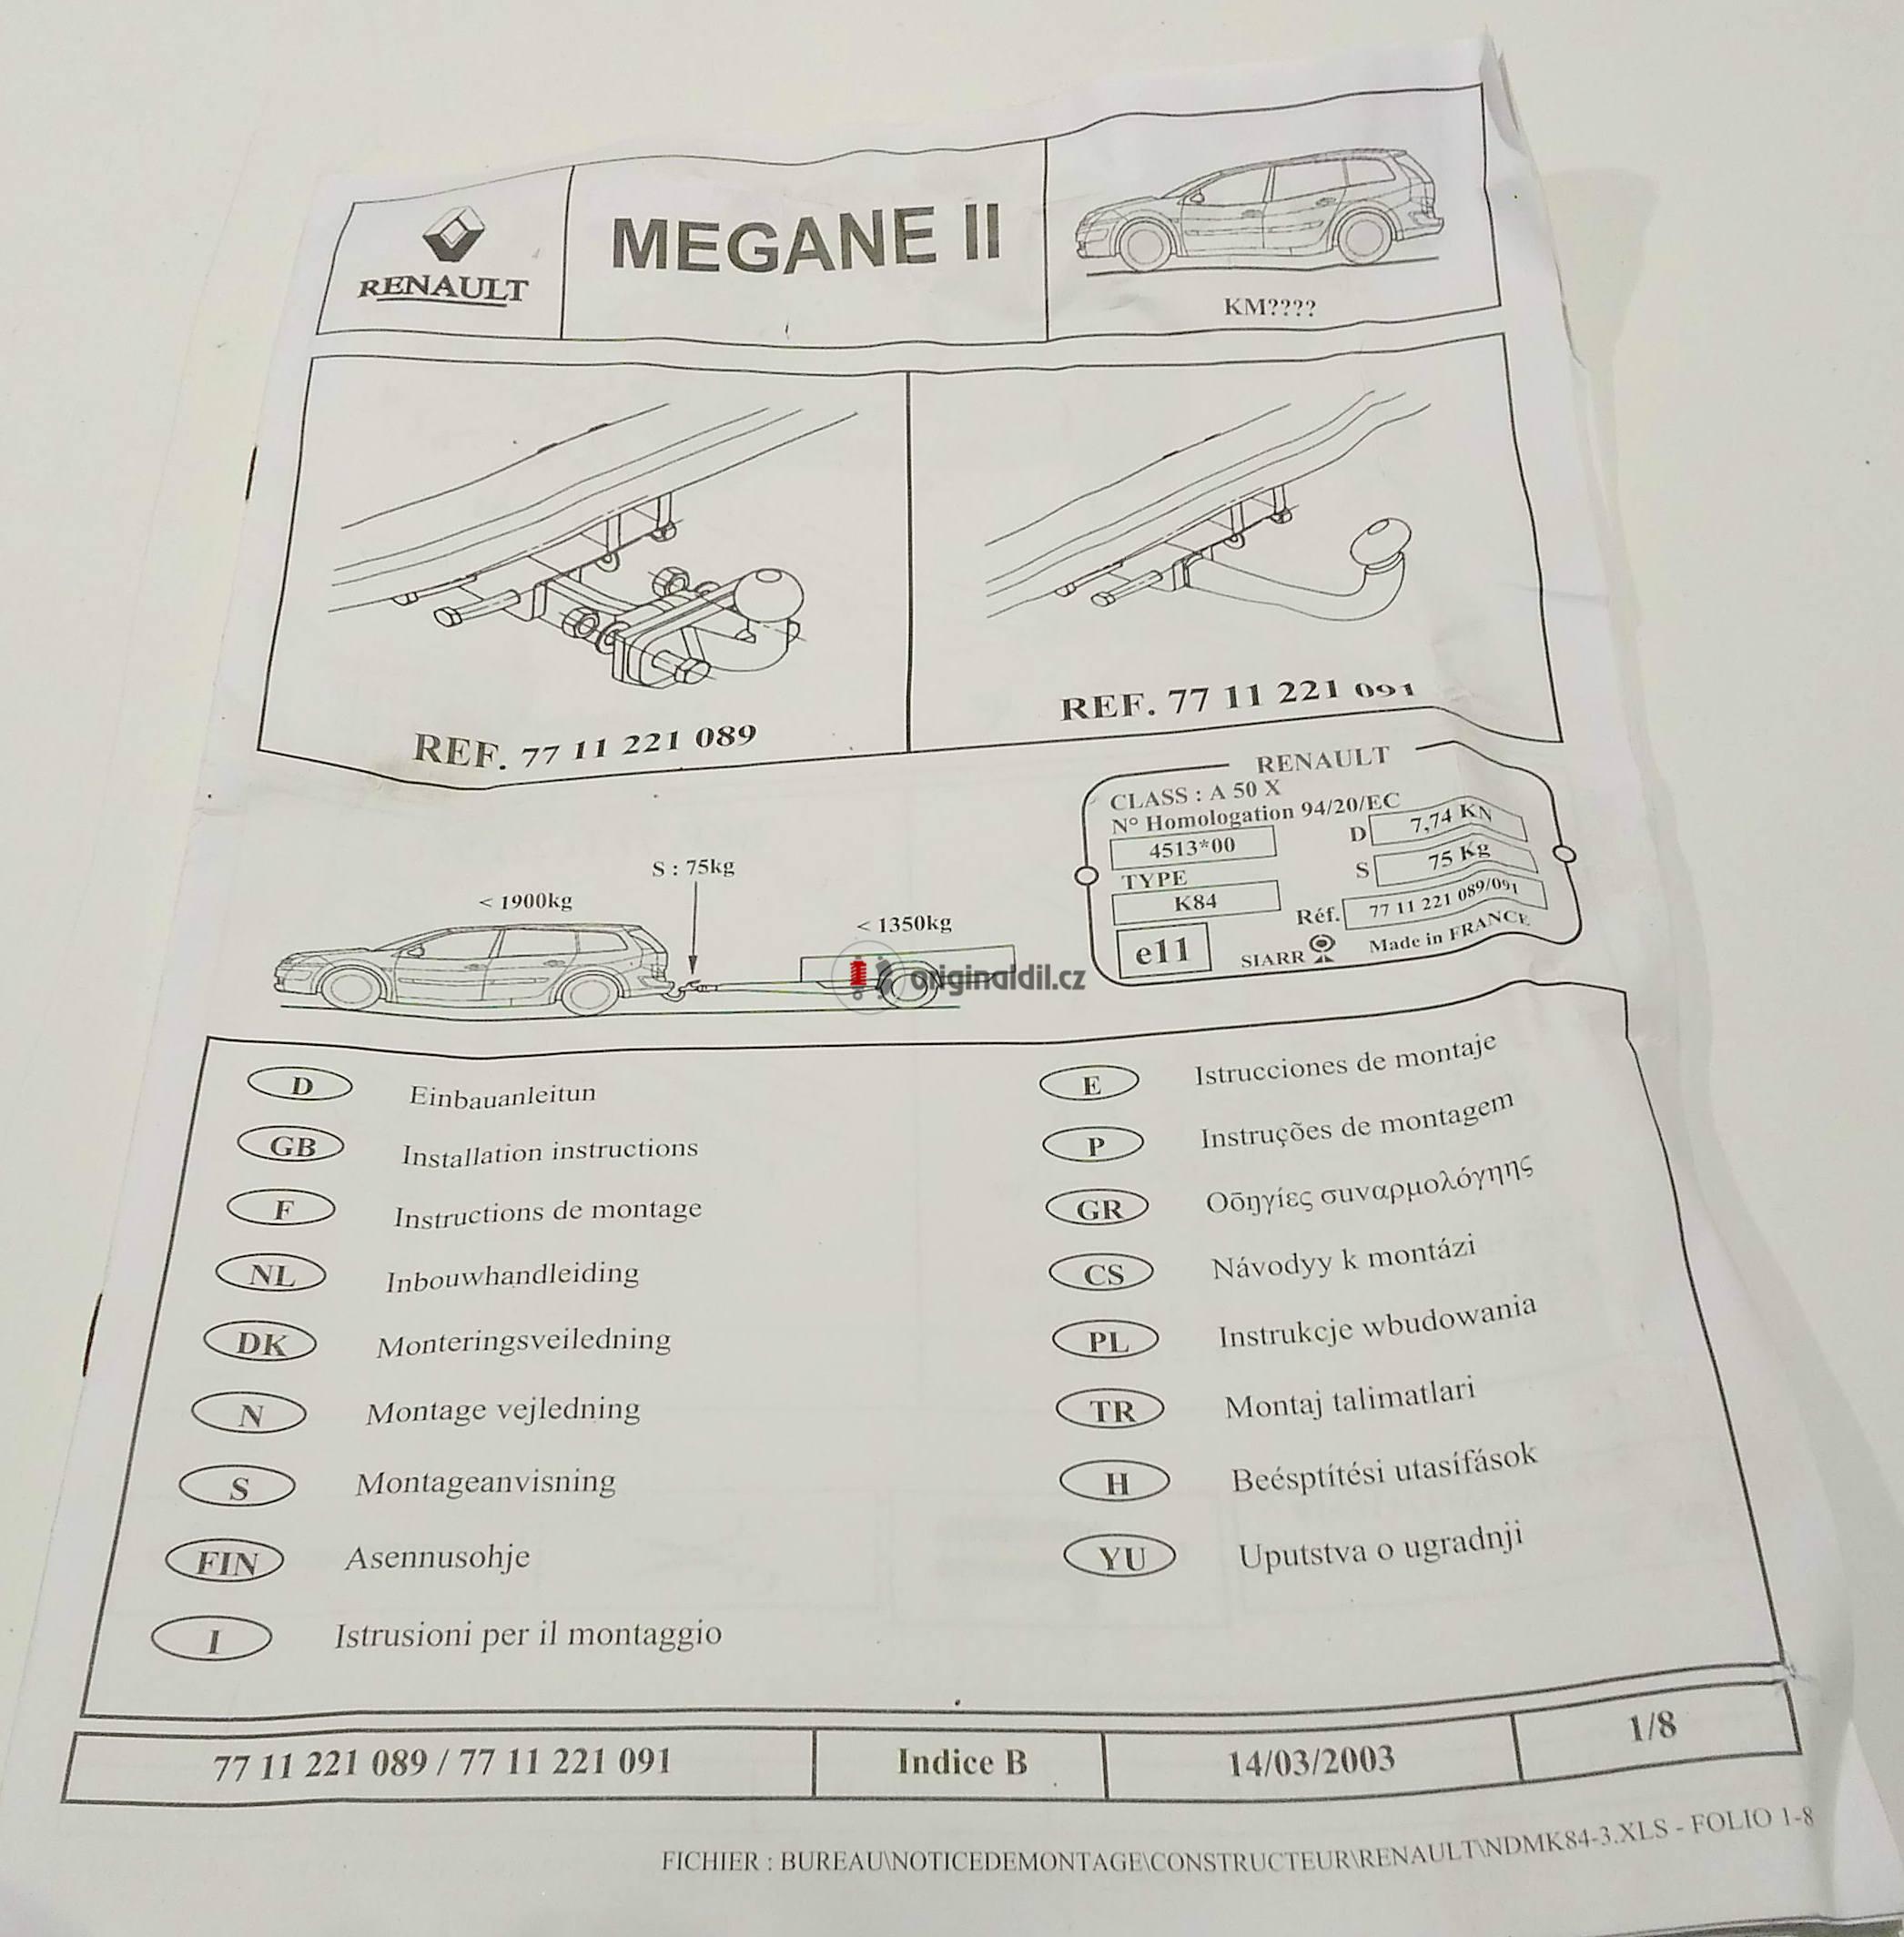 RENAULT
MEGANE II
KM????
REF. 77 11 221 089
REF. 77 11 221 091
RENAULT
CLASS : A 50 X
N° Homologation 94/20/EC
4513*00
D 7,74 KN
TYPE
S 75 Kg
K84
Réf. 77 11 221 089/091
e11
SIARR
Made in FRANCE
S : 75kg
< 1900kg
< 1350kg
originaldil.cz
D Einbauanleitun
GB Installation instructions
F Instructions de montage
NL Inbouwhandleiding
DK Monteringsveiledning
N Montage vejledning
S Montageanvisning
FIN Asennusohje
I Istrusioni per il montaggio
E Istrucciones de montaje
P Instruções de montagem
GR Οδηγίες συναρμολόγηης
CS Návodyy k montázi
PL Instrukcje wbudowania
TR Montaj talimatlari
H Beésptítési utasífások
YU Uputstva o ugradnji
77 11 221 089 / 77 11 221 091
Indice B
14/03/2003
1/8
FICHIER : BUREAU\NOTICEDEMONTAGE\CONSTRUCTEUR\RENAULT\NDMK84-3.XLS - FOLIO 1-8